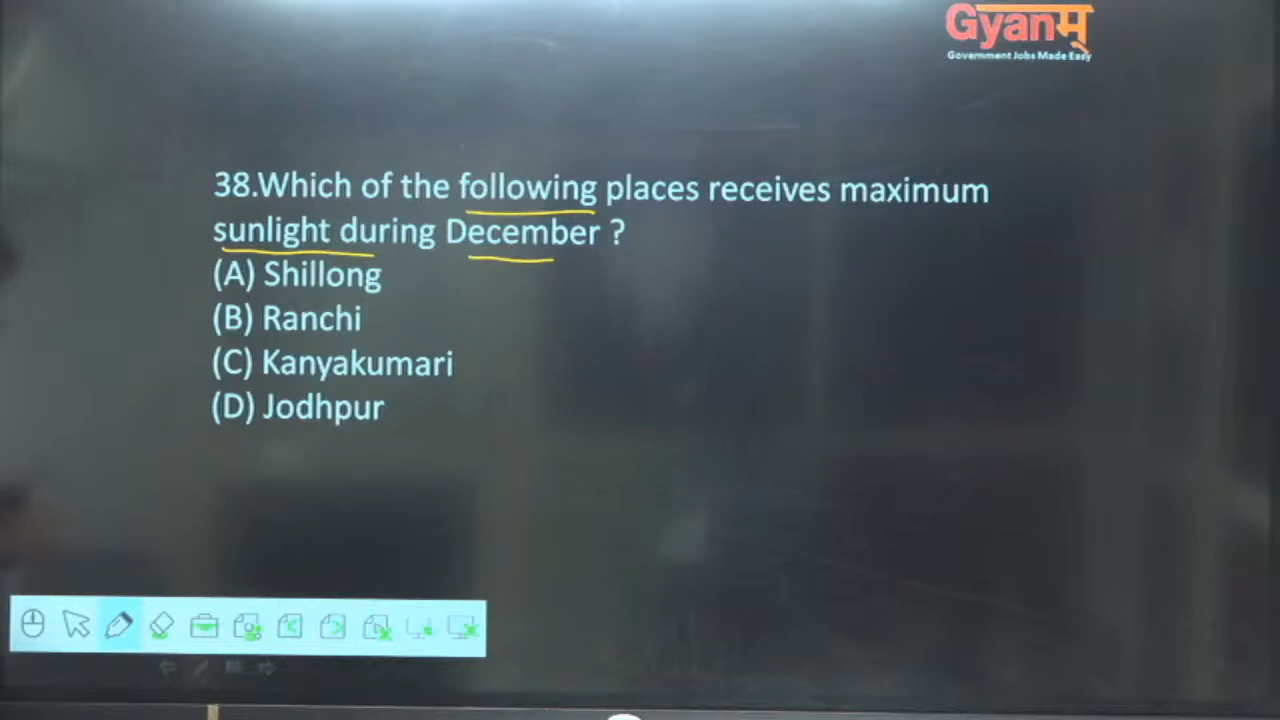 Gyanम्
Government Jobs Made Easy
38.Which of the following places receives maximum
sunlight during December ?
(A) Shillong
(B) Ranchi
(C) Kanyakumari
(D) Jodhpur